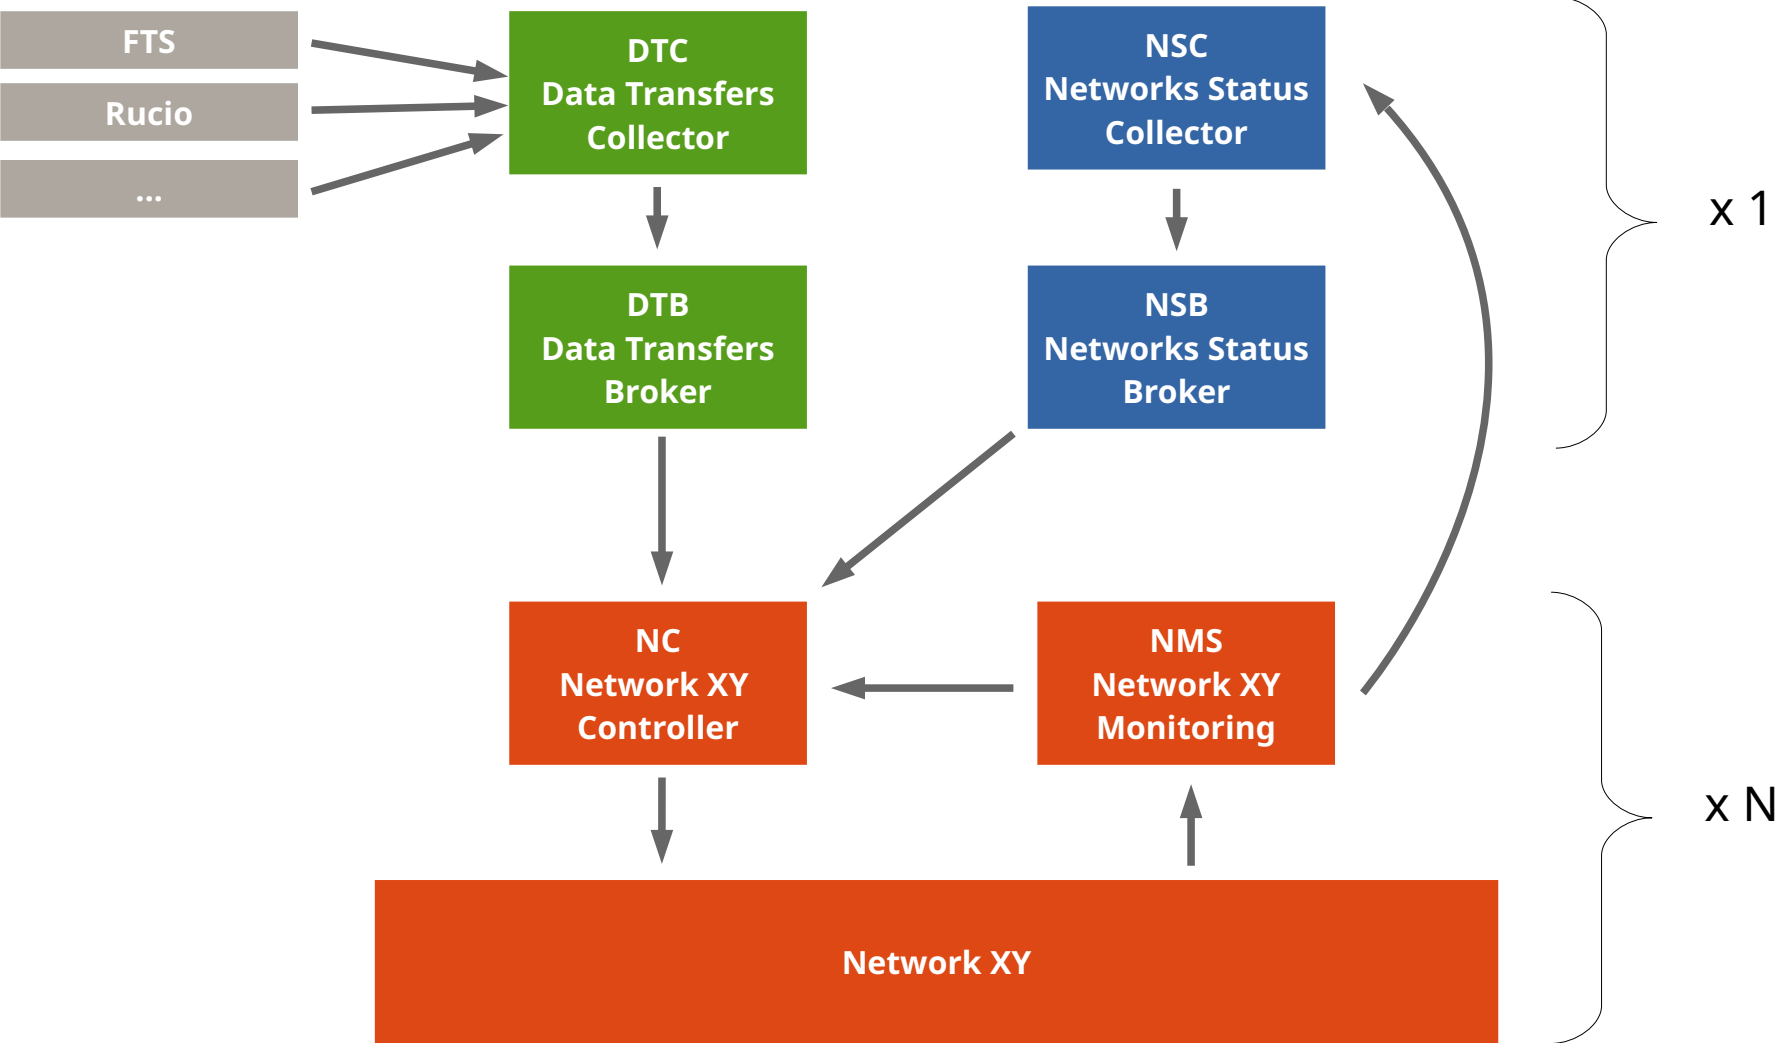 FTS
Rucio
...
DTC
Data Transfers
Collector
NSC
Networks Status
Collector
x 1
DTB
Data Transfers
Broker
NSB
Networks Status
Broker
NC
Network XY
Controller
NMS
Network XY
Monitoring
x N
Network XY